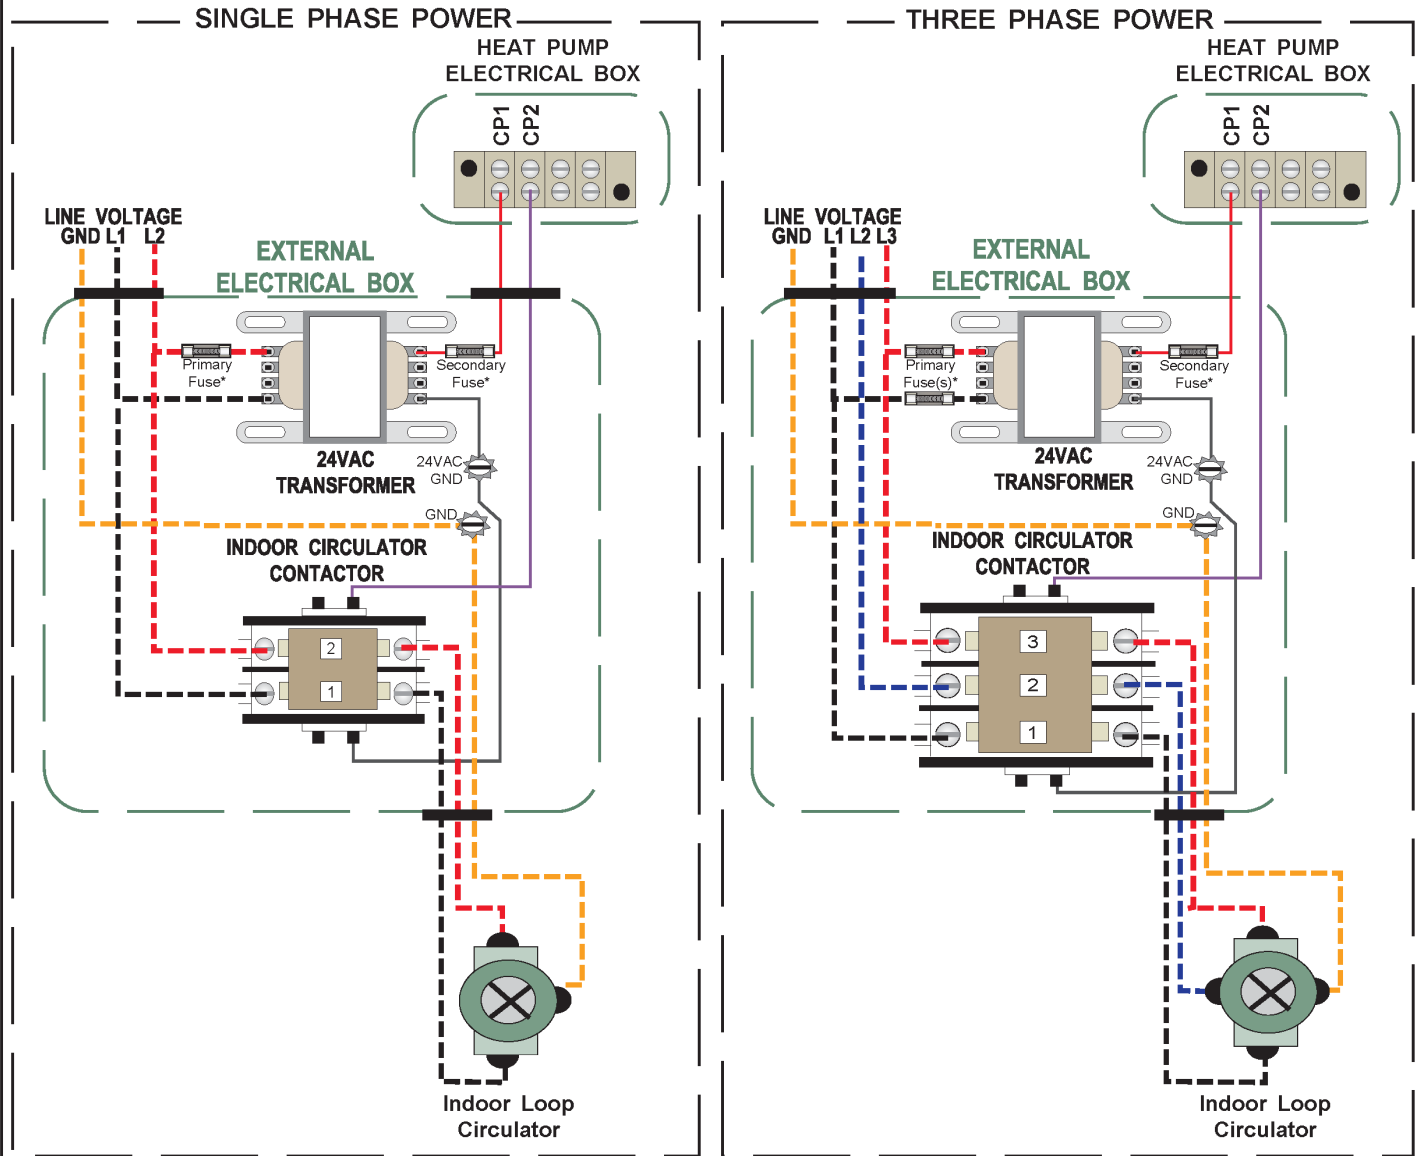 SINGLE PHASE POWER
HEAT PUMP
ELECTRICAL BOX
CP1
CP2
LINE VOLTAGE
GND L1 L2
EXTERNAL
ELECTRICAL BOX
Primary
Fuse*
Secondary
Fuse*
24VAC
TRANSFORMER
24VAC
GND
GND
INDOOR CIRCULATOR
CONTACTOR
2
1
Indoor Loop
Circulator
THREE PHASE POWER
HEAT PUMP
ELECTRICAL BOX
CP1
CP2
LINE VOLTAGE
GND L1 L2 L3
EXTERNAL
ELECTRICAL BOX
Primary
Fuse(s)*
Secondary
Fuse*
24VAC
TRANSFORMER
24VAC
GND
GND
INDOOR CIRCULATOR
CONTACTOR
3
2
1
Indoor Loop
Circulator